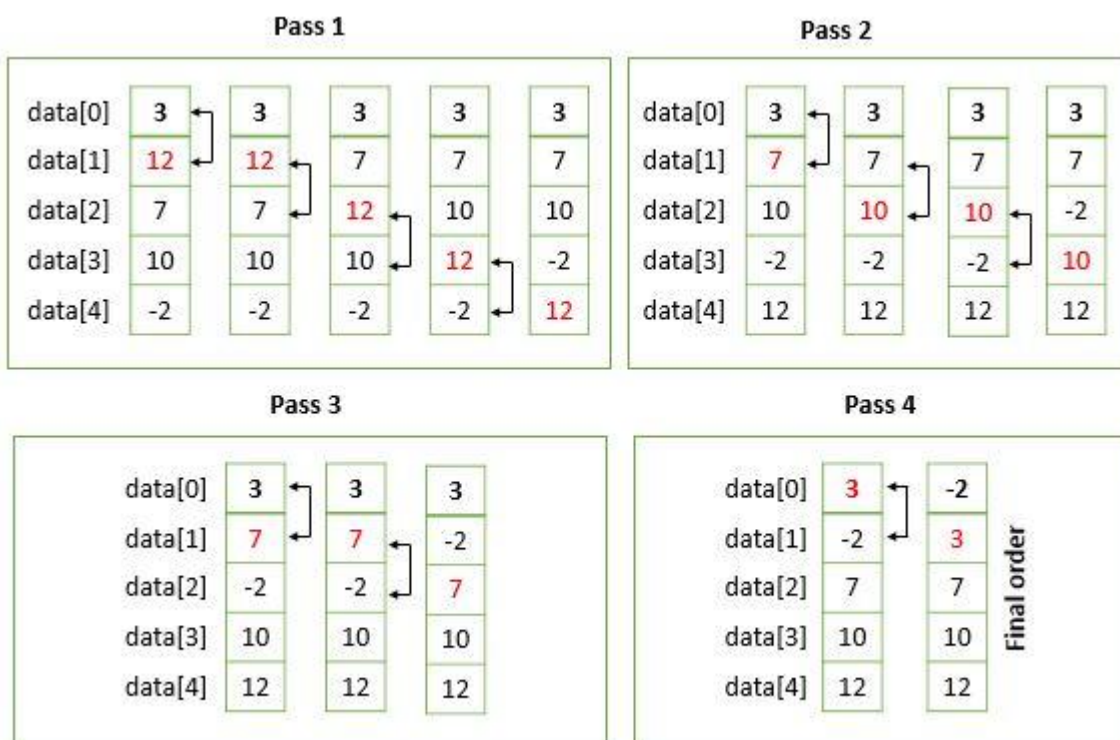 Pass 1
data[0] 3 3 3 3 3
data[1] 12 12 7 7 7
data[2] 7 7 12 10 10
data[3] 10 10 10 12 -2
data[4] -2 -2 -2 -2 12
Pass 2
data[0] 3 3 3 3
data[1] 7 7 7 7
data[2] 10 10 10 -2
data[3] -2 -2 -2 10
data[4] 12 12 12 12
Pass 3
data[0] 3 3 3
data[1] 7 7 -2
data[2] -2 -2 7
data[3] 10 10 10
data[4] 12 12 12
Pass 4
data[0] 3 -2
data[1] -2 3
data[2] 7 7
data[3] 10 10
data[4] 12 12
Final order